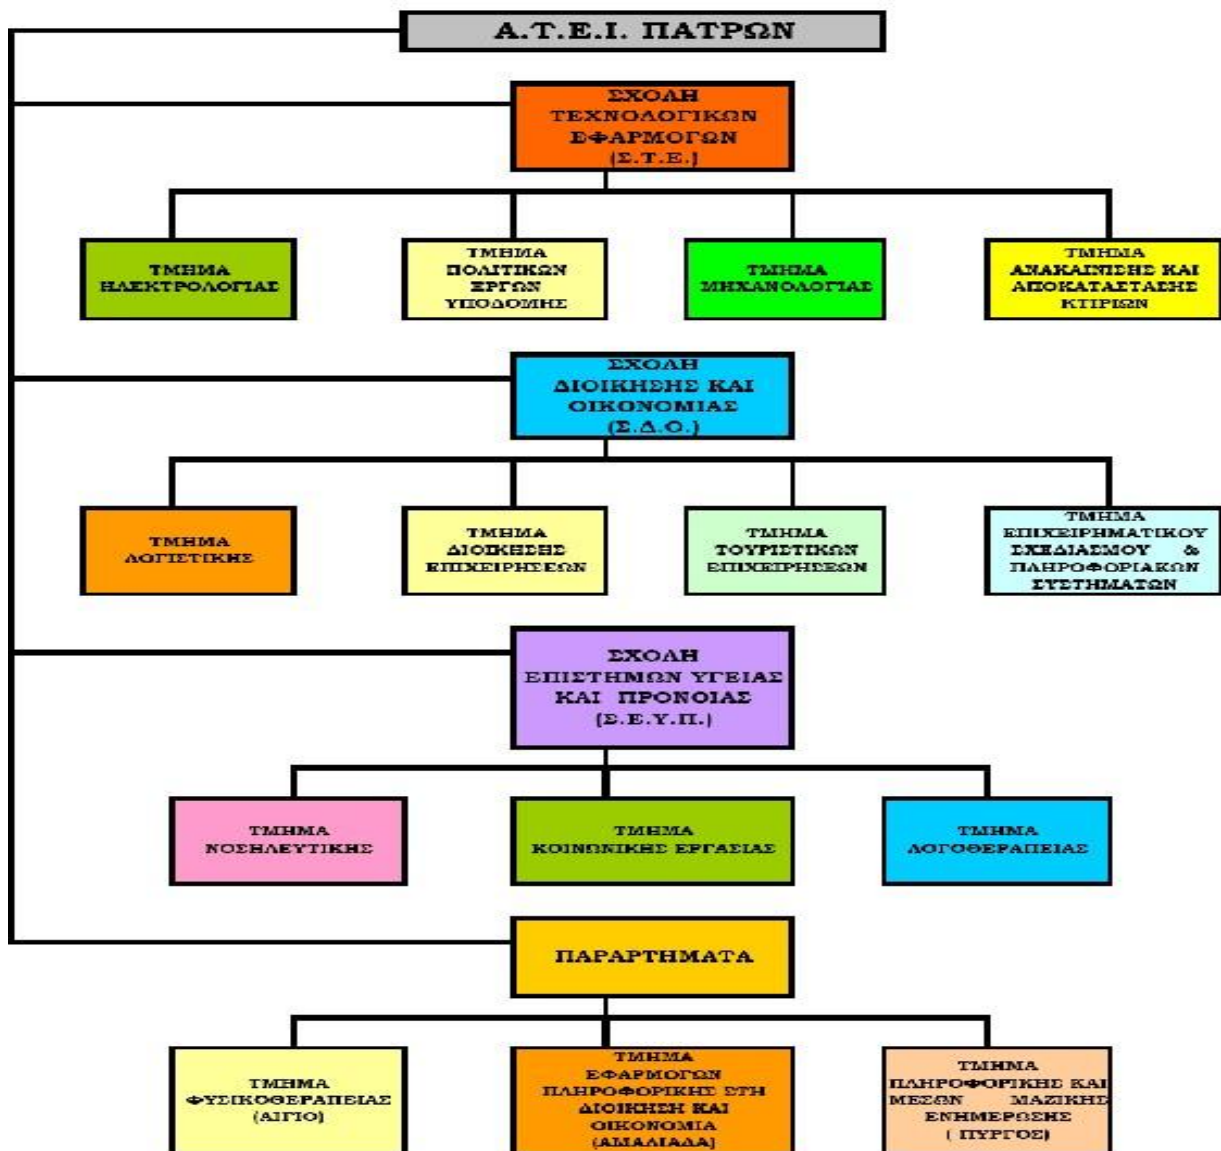 Α.Τ.Ε.Ι. ΠΑΤΡΩΝ
ΣΧΟΛΗ
ΤΕΧΝΟΛΟΓΙΚΩΝ
ΕΦΑΡΜΟΓΩΝ
(Σ.Τ.Ε.)
ΤΜΗΜΑ
ΗΛΕΚΤΡΟΛΟΓΙΑΣ
ΤΜΗΜΑ
ΠΟΛΙΤΙΚΩΝ
ΕΡΓΩΝ
ΥΠΟΔΟΜΗΣ
ΤΜΗΜΑ
ΜΗΧΑΝΟΛΟΓΙΑΣ
ΤΜΗΜΑ
ΑΝΑΚΑΙΝΙΣΗΣ ΚΑΙ
ΑΠΟΚΑΤΑΣΤΑΣΗΣ
ΚΤΙΡΙΩΝ
ΣΧΟΛΗ
ΔΙΟΙΚΗΣΗΣ ΚΑΙ
ΟΙΚΟΝΟΜΙΑΣ
(Σ.Δ.Ο.)
ΤΜΗΜΑ
ΛΟΓΙΣΤΙΚΗΣ
ΤΜΗΜΑ
ΔΙΟΙΚΗΣΗΣ
ΕΠΙΧΕΙΡΗΣΕΩΝ
ΤΜΗΜΑ
ΤΟΥΡΙΣΤΙΚΩΝ
ΕΠΙΧΕΙΡΗΣΕΩΝ
ΤΜΗΜΑ
ΕΠΙΧΕΙΡΗΜΑΤΙΚΟΥ
ΣΧΕΔΙΑΣΜΟΥ &
ΠΛΗΡΟΦΟΡΙΑΚΩΝ
ΣΥΣΤΗΜΑΤΩΝ
ΣΧΟΛΗ
ΕΠΙΣΤΗΜΩΝ ΥΓΕΙΑΣ
ΚΑΙ ΠΡΟΝΟΙΑΣ
(Σ.Ε.Υ.Π.)
ΤΜΗΜΑ
ΝΟΣΗΛΕΥΤΙΚΗΣ
ΤΜΗΜΑ
ΚΟΙΝΩΝΙΚΗΣ ΕΡΓΑΣΙΑΣ
ΤΜΗΜΑ
ΛΟΓΟΘΕΡΑΠΕΙΑΣ
ΠΑΡΑΡΤΗΜΑΤΑ
ΤΜΗΜΑ
ΦΥΣΙΚΟΘΕΡΑΠΕΙΑΣ
(ΑΙΓΙΟ)
ΤΜΗΜΑ
ΕΦΑΡΜΟΓΩΝ
ΠΛΗΡΟΦΟΡΙΚΗΣ ΣΤΗ
ΔΙΟΙΚΗΣΗ ΚΑΙ
ΟΙΚΟΝΟΜΙΑ
(ΑΜΑΛΙΑΔΑ)
ΤΜΗΜΑ
ΠΛΗΡΟΦΟΡΙΚΗΣ ΚΑΙ
ΜΕΣΩΝ ΜΑΖΙΚΗΣ
ΕΝΗΜΕΡΩΣΗΣ
( ΠΥΡΓΟΣ)